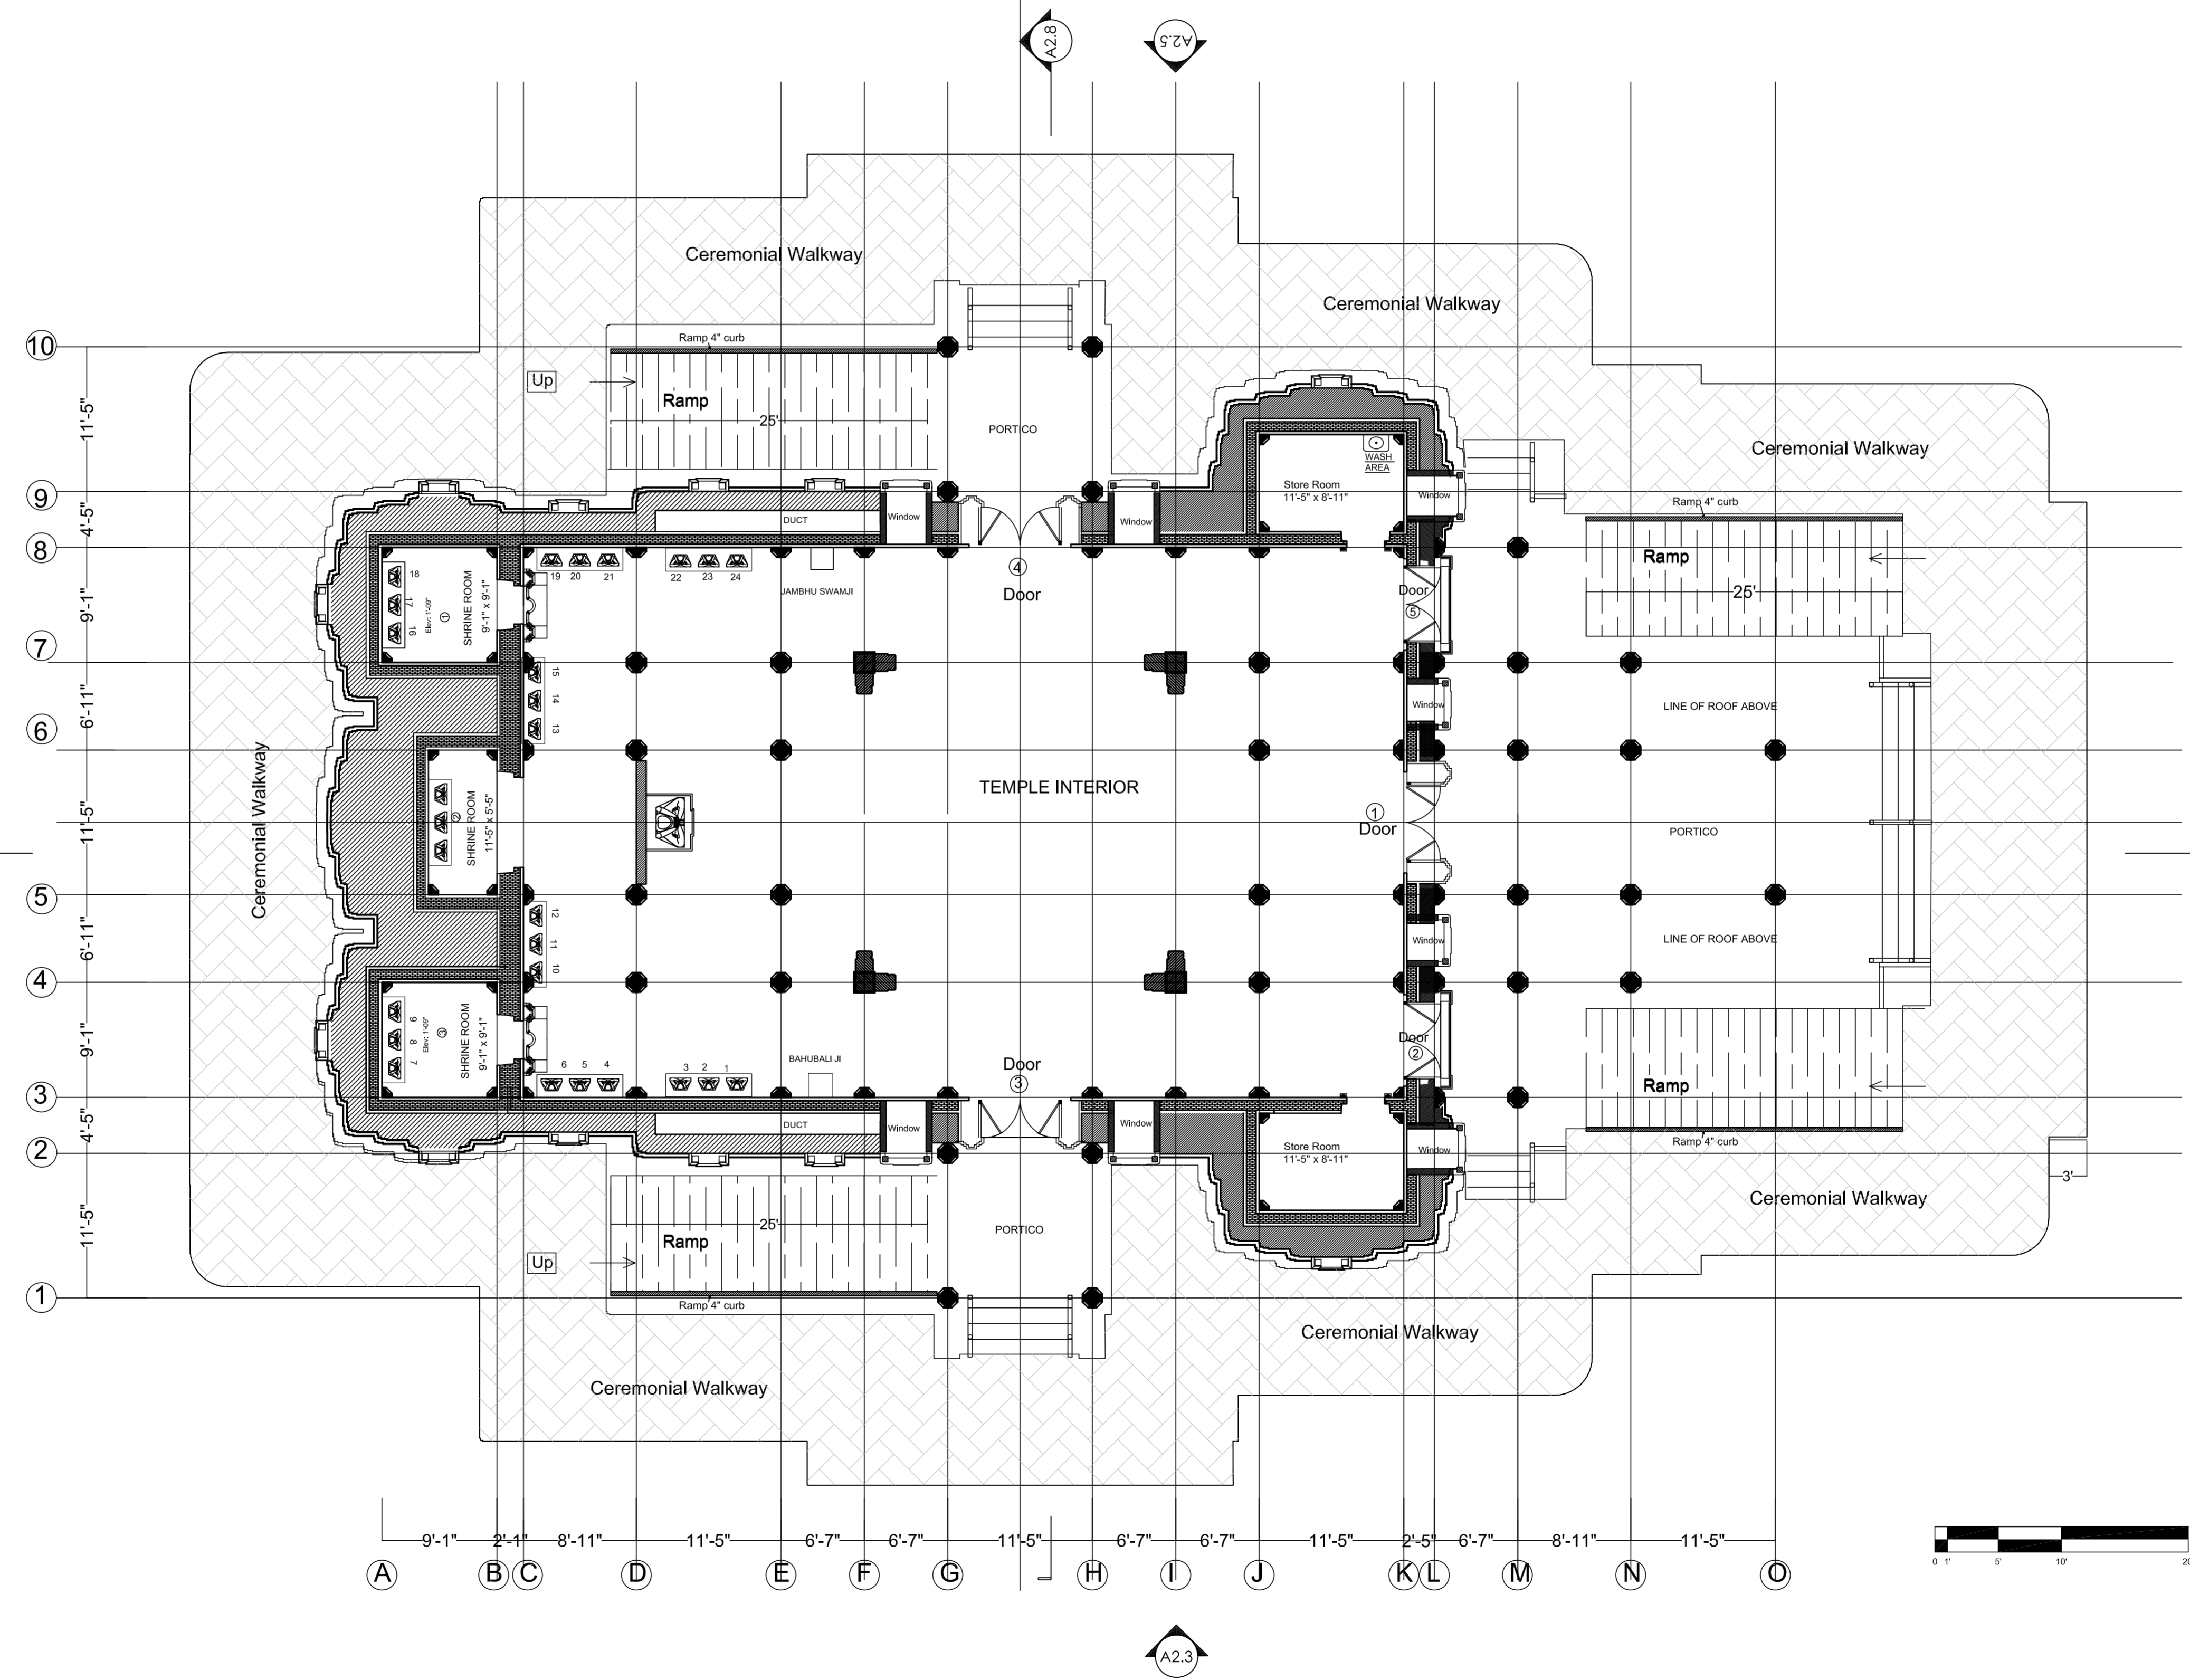 A2.8
A2.5
Ceremonial Walkway
Ceremonial Walkway
10
Ramp 4" curb
Up
Ramp
25'
11'-5"
PORTICO
Ceremonial Walkway
WASH
AREA
Store Room
11'-5" x 8'-11"
Window
Ramp 4" curb
9
4'-5"
DUCT
Window
Window
8
Ramp
25'
18
17
16
Elev: 1'-09"
1
SHRINE ROOM
9'-1" x 9'-1"
19 20 21
22 23 24
JAMBHU SWAMJI
4
Door
Door
5
9'-1"
7
15
14
13
6'-11"
Window
LINE OF ROOF ABOVE
6
Ceremonial Walkway
TEMPLE INTERIOR
2
SHRINE ROOM
11'-5" x 5'-5"
11'-5"
1
Door
PORTICO
5
12
11
10
6'-11"
Window
LINE OF ROOF ABOVE
4
9
8
7
Elev: 1'-09"
3
SHRINE ROOM
9'-1" x 9'-1"
9'-1"
6 5 4
3 2 1
BAHUBALI JI
Door
3
Door
2
Ramp
3
4'-5"
DUCT
Window
Window
Ramp 4" curb
2
Store Room
11'-5" x 8'-11"
Window
3'
Ceremonial Walkway
11'-5"
25'
Ramp
PORTICO
Up
1
Ramp 4" curb
Ceremonial Walkway
Ceremonial Walkway
9'-1" 2'-1" 8'-11" 11'-5" 6'-7" 6'-7" 11'-5" 6'-7" 6'-7" 11'-5" 2'-5" 6'-7" 8'-11" 11'-5"
A B C D E F G H I J K L M N O
0 1' 5' 10' 20
A2.3